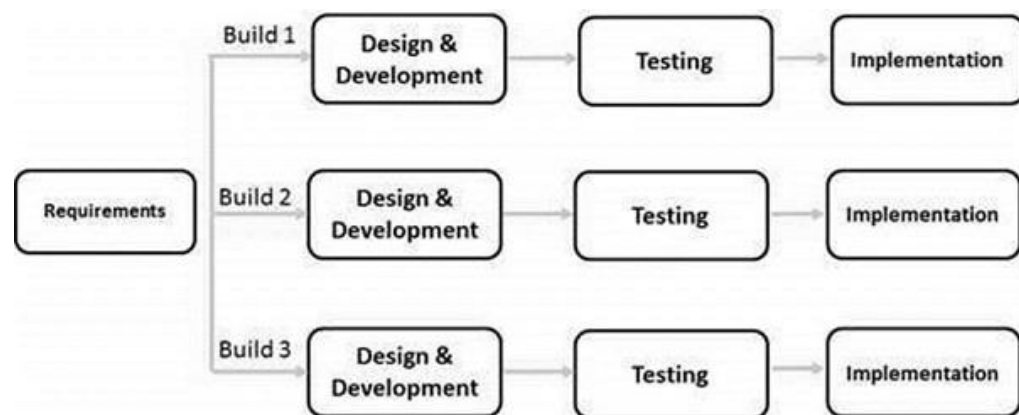 Build 1
Design &
Development
Testing
Implementation
Requirements
Build 2
Design &
Development
Testing
Implementation
Build 3
Design &
Development
Testing
Implementation